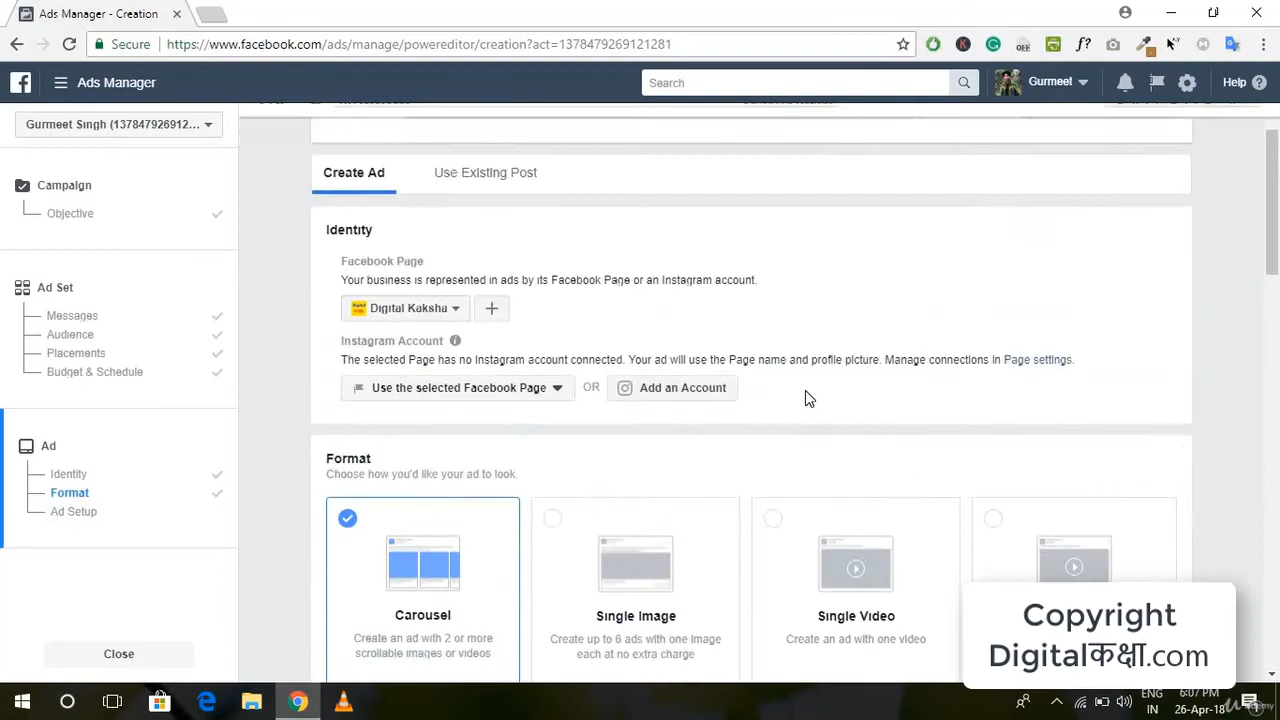 Ads Manager - Creation
Secure https://www.facebook.com/ads/manage/powereditor/creation?act=1378479269121281
Ads Manager
Search
Gurmeet
Help
Gurmeet Singh (137847926912...
Campaign
Objective
Ad Set
Messages
Audience
Placements
Budget & Schedule
Ad
Identity
Format
Ad Setup
Close
Create Ad
Use Existing Post
Identity
Facebook Page
Your business is represented in ads by its Facebook Page or an Instagram account.
Digital Kaksha
Instagram Account
The selected Page has no Instagram account connected. Your ad will use the Page name and profile picture. Manage connections in Page settings.
Use the selected Facebook Page OR Add an Account
Format
Choose how you'd like your ad to look.
Carousel
Create an ad with 2 or more
scrollable images or videos
Single Image
Create up to 6 ads with one image
each at no extra charge
Single Video
Create an ad with one video
Copyright
Digitalकक्षा.com
ENG
IN
6:07 PM
26-Apr-18